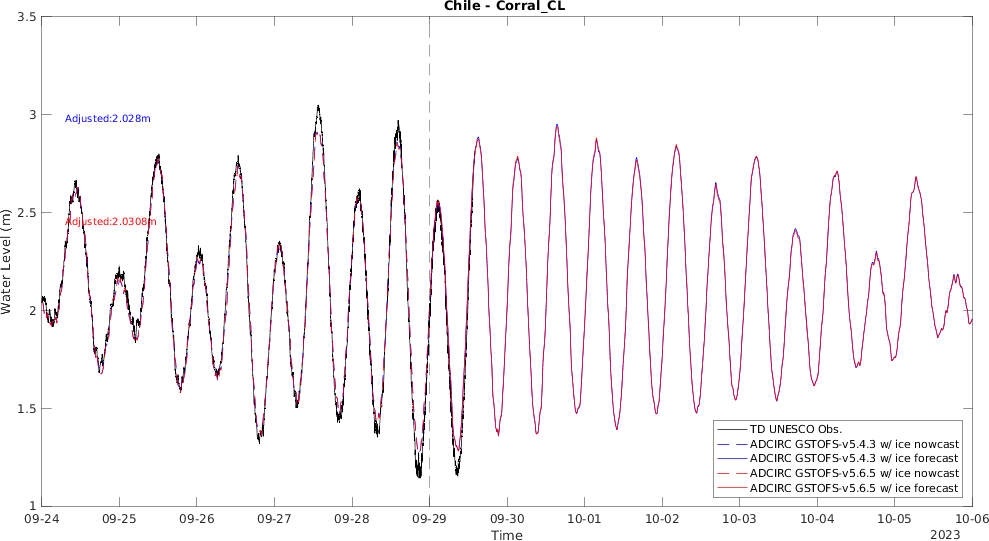 Chile - Corral_CL
3.5
3
2.5
2
1.5
1
Water Level (m)
Adjusted:2.028m
Adjusted:2.0308m
TD UNESCO Obs.
ADCIRC GSTOFS-v5.4.3 w/ ice nowcast
ADCIRC GSTOFS-v5.4.3 w/ ice forecast
ADCIRC GSTOFS-v5.6.5 w/ ice nowcast
ADCIRC GSTOFS-v5.6.5 w/ ice forecast
09-24 09-25 09-26 09-27 09-28 09-29 09-30 10-01 10-02 10-03 10-04 10-05 10-06
Time
2023